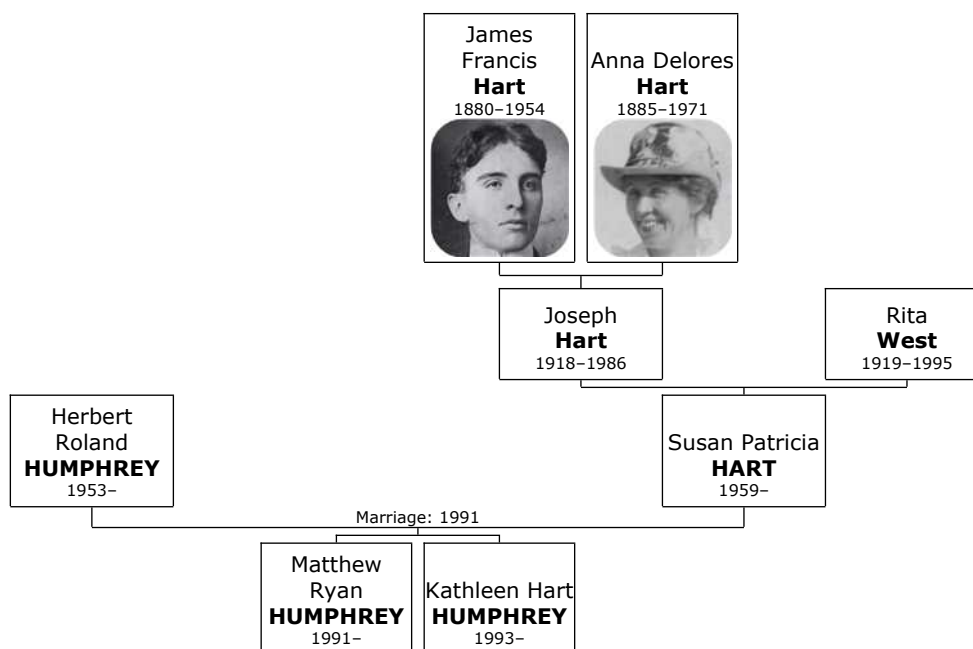 James
Francis
Hart
1880–1954
Anna Delores
Hart
1885–1971
Joseph
Hart
1918–1986
Rita
West
1919–1995
Herbert
Roland
HUMPHREY
1953–
Susan Patricia
HART
1959–
Marriage: 1991
Matthew
Ryan
HUMPHREY
1991–
Kathleen Hart
HUMPHREY
1993–